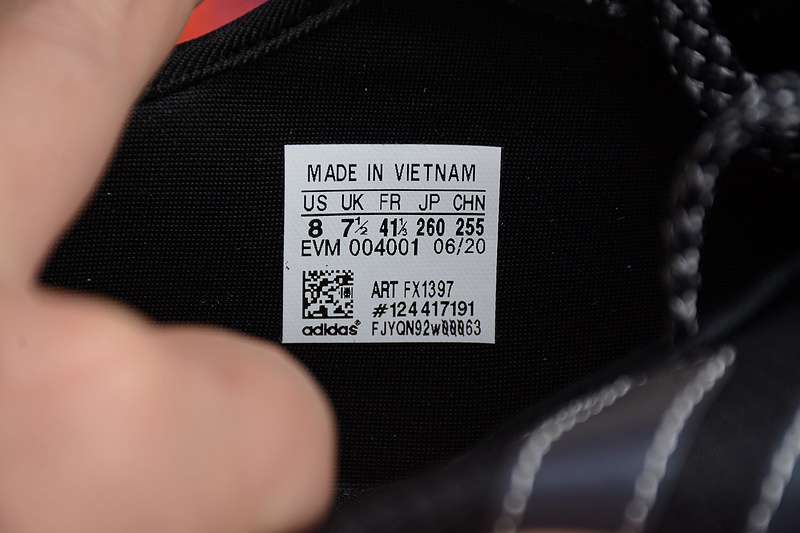 MADE IN VIETNAM
US UK FR JP CHN
8 7½ 41⅓ 260 255
EVM 004001 06/20
ART FX1397
#124417191
adidas® FJYQN92w00063